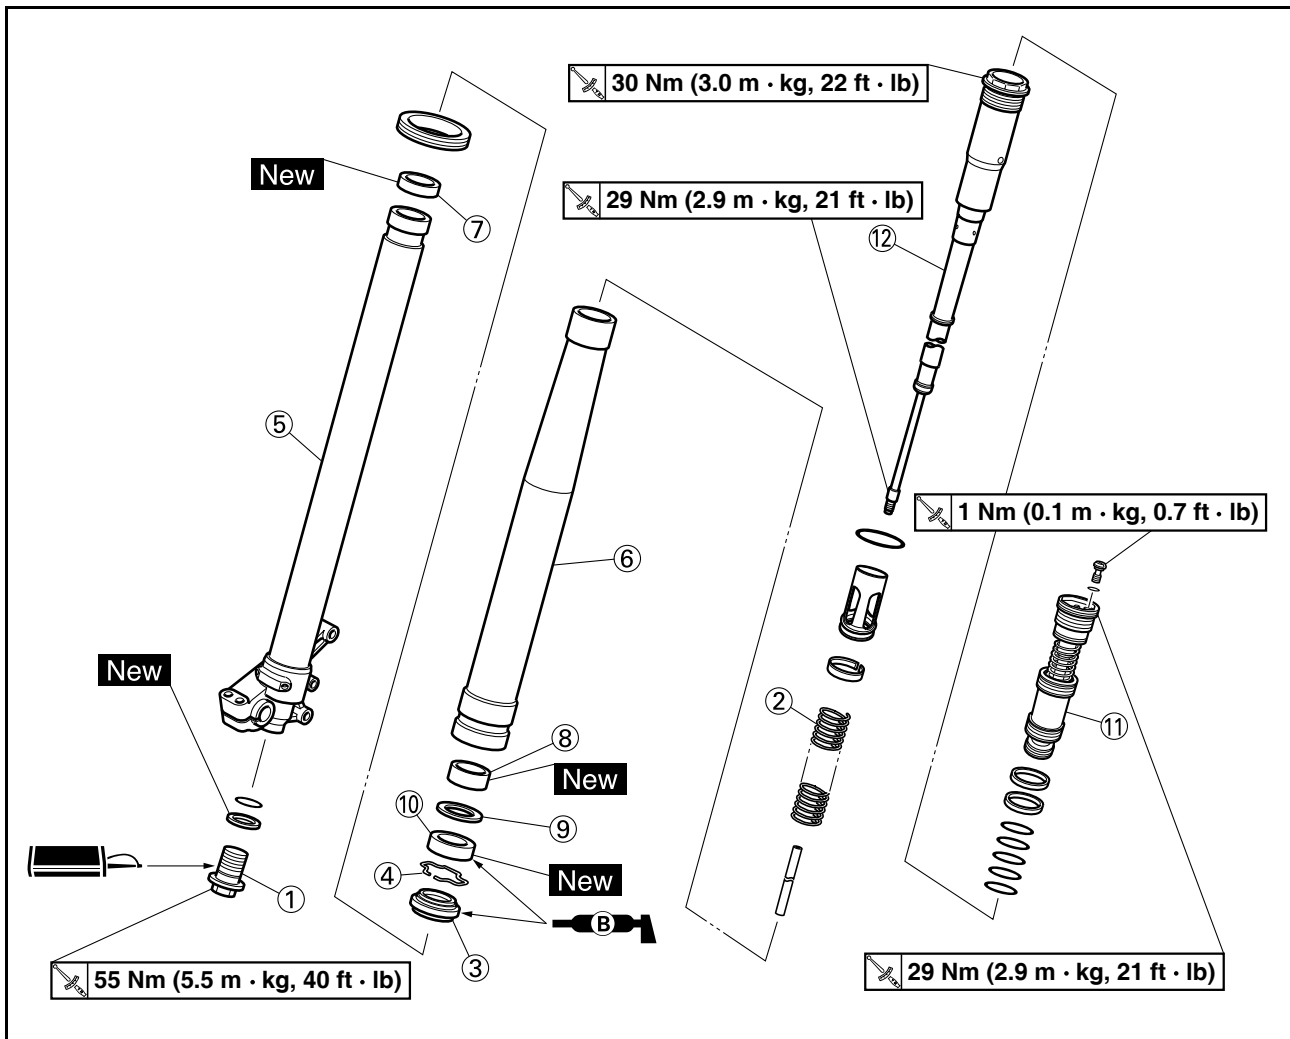 30 Nm (3.0 m · kg, 22 ft · lb)
New
29 Nm (2.9 m · kg, 21 ft · lb)
7
12
5
1 Nm (0.1 m · kg, 0.7 ft · lb)
6
New
2
11
8
New
10
9
4
New
1
B
3
55 Nm (5.5 m · kg, 40 ft · lb)
29 Nm (2.9 m · kg, 21 ft · lb)